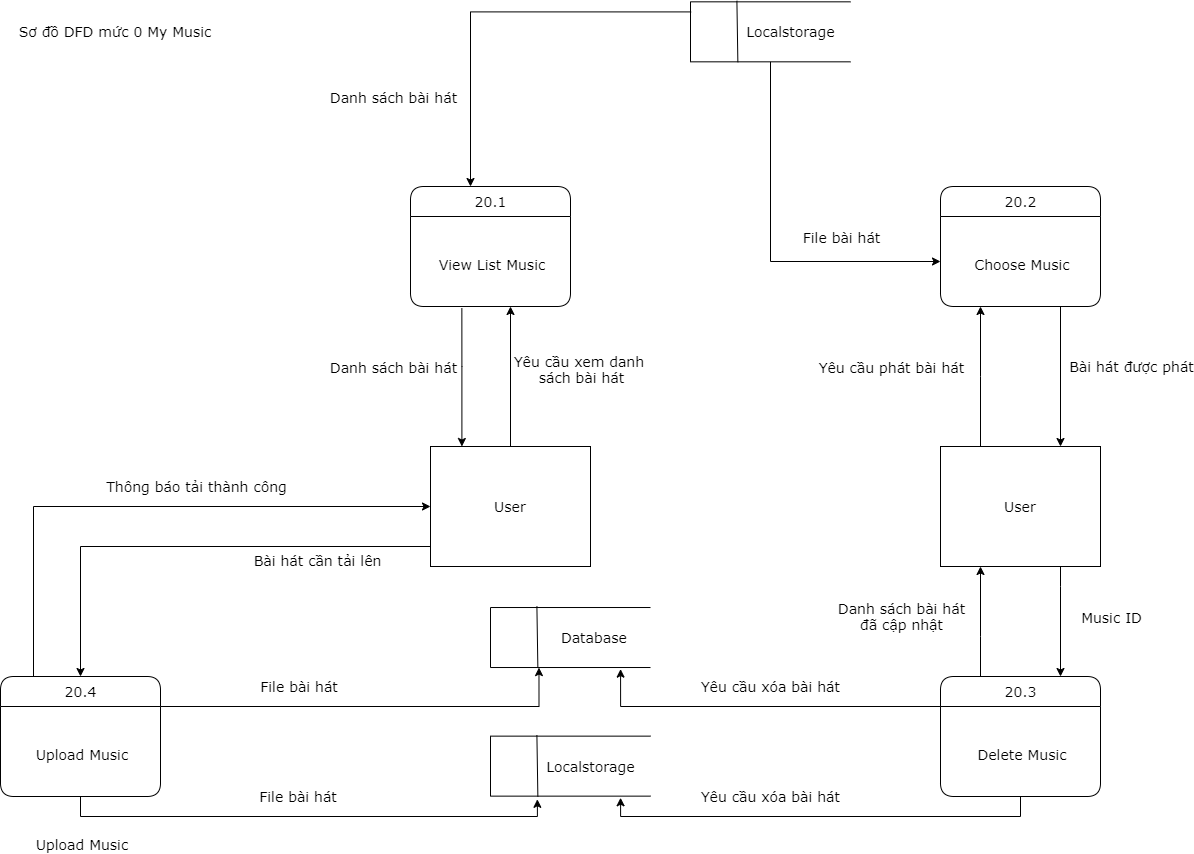 Sơ đồ DFD mức 0 My Music
Localstorage
Danh sách bài hát
20.1
View List Music
20.2
Choose Music
File bài hát
Danh sách bài hát
Yêu cầu xem danh
sách bài hát
Yêu cầu phát bài hát
Bài hát được phát
Thông báo tải thành công
User
User
Bài hát cần tải lên
Danh sách bài hát
đã cập nhật
Music ID
Database
20.4
Upload Music
File bài hát
Yêu cầu xóa bài hát
20.3
Delete Music
Localstorage
File bài hát
Yêu cầu xóa bài hát
Upload Music